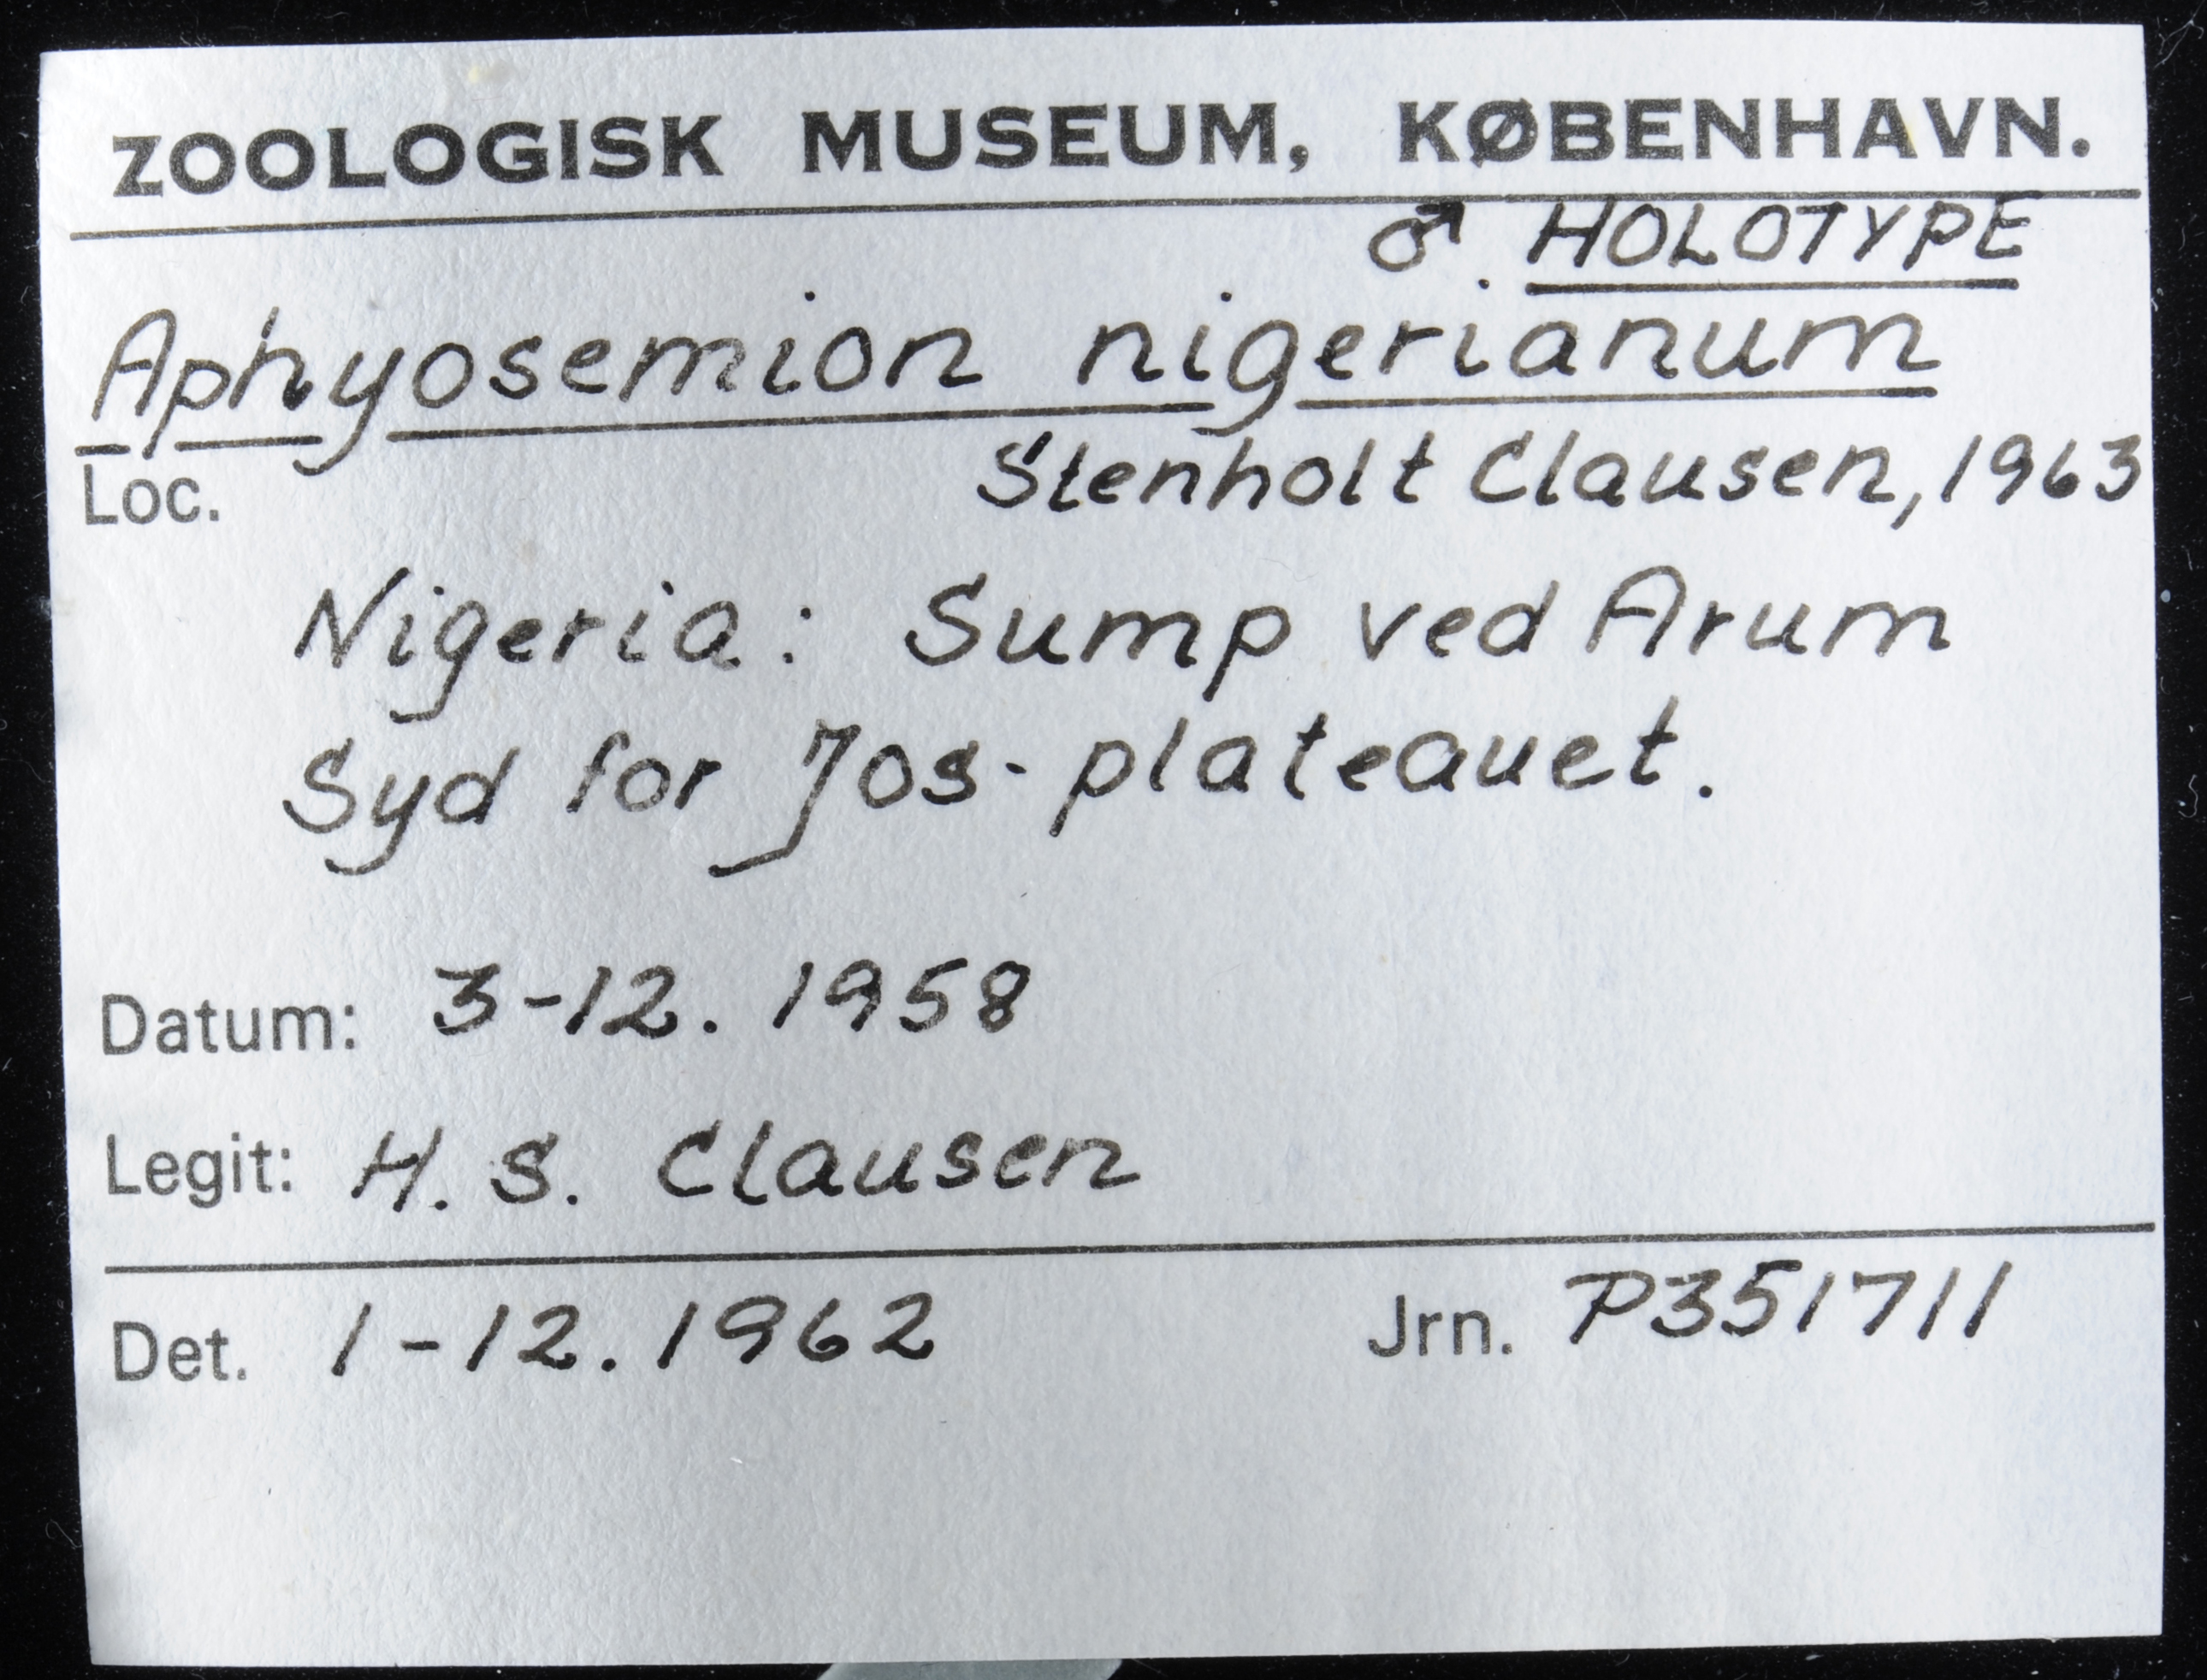 ZOOLOGISK MUSEUM, KØBENHAVN.
♂. HOLOTYPE
Aphyosemion nigerianum
Loc. Stenholt Clausen, 1963
Nigeria: Sump ved Arum
Syd for Jos-plateauet.
Datum: 3-12. 1958
Legit: H. S. Clausen
Det. 1-12. 1962 Jrn. P351711